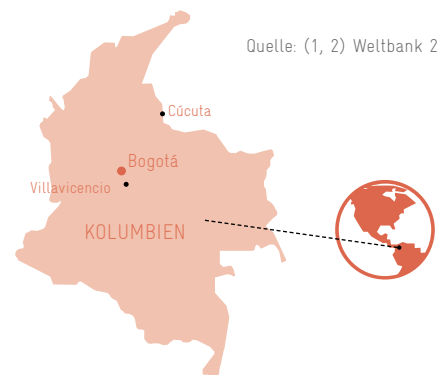 Quelle: (1, 2) Weltbank 2
Cúcuta
Bogotá
Villavicencio
KOLUMBIEN